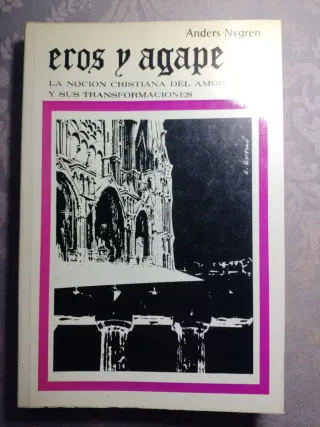 Anders Nygren
eros y agape
LA NOCION CRISTIANA DEL AMOR
Y SUS TRANSFORMACIONES